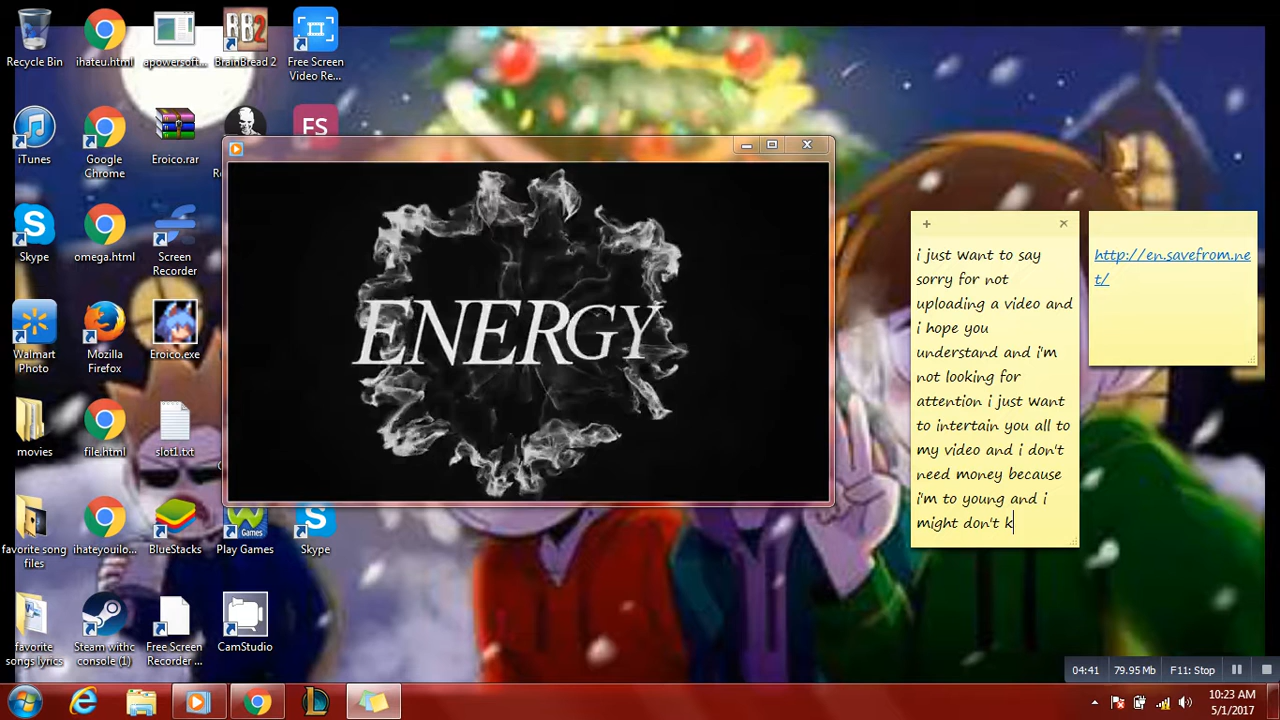 Recycle Bin
ihateu.html
apowersoft...
BrainBread 2
Free Screen
Video Re...
iTunes
Google
Chrome
Eroico.rar
FS
Skype
omega.html
Screen
Recorder
Walmart
Photo
Mozilla
Firefox
Eroico.exe
movies
file.html
slot1.txt
favorite song
files
ihateyouilo...
BlueStacks
Play Games
Skype
favorite
songs lyrics
Steam withc
console (1)
Free Screen
Recorder ...
CamStudio
ENERGY
i just want to say
sorry for not
uploading a video and
i hope you
understand and i'm
not looking for
attention i just want
to intertain you all to
my video and i don't
need money because
i'm to young and i
might don't k
http://en.savefrom.ne
t/
04:41 79.95 Mb F11: Stop
10:23 AM
5/1/2017